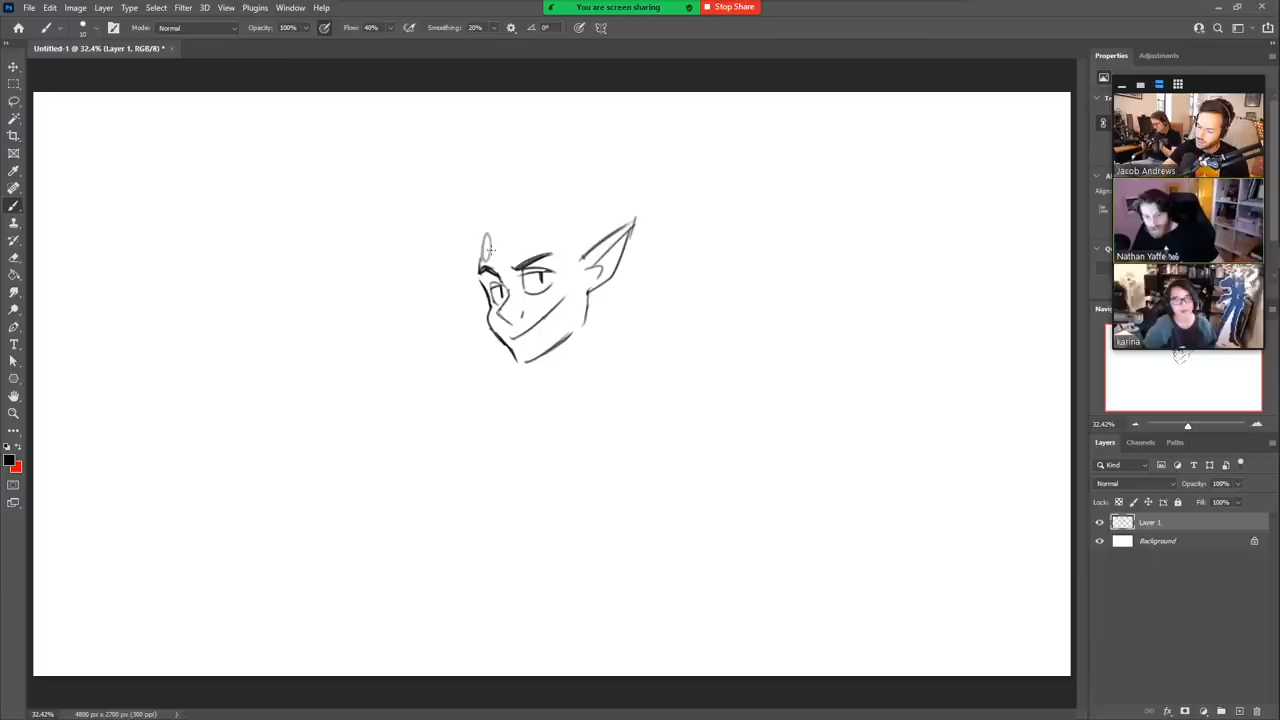 You are screen sharing
Stop Share
File Edit Image Layer Type Select Filter 3D View Plugins Window Help
10 Mode: Normal Opacity: 100% Flow: 40% Smoothing: 20% 0°
Untitled-1 @ 32.4% (Layer 1, RGB/8) * ×
Properties Adjustments
Jacob Andrews
Nathan Yaffe
karina
Align:
32.42%
Layers Channels Paths
Kind
Normal Opacity: 100%
Lock: Fill: 100%
Layer 1
Background
32.42% 4800 px x 2700 px (300 ppi)